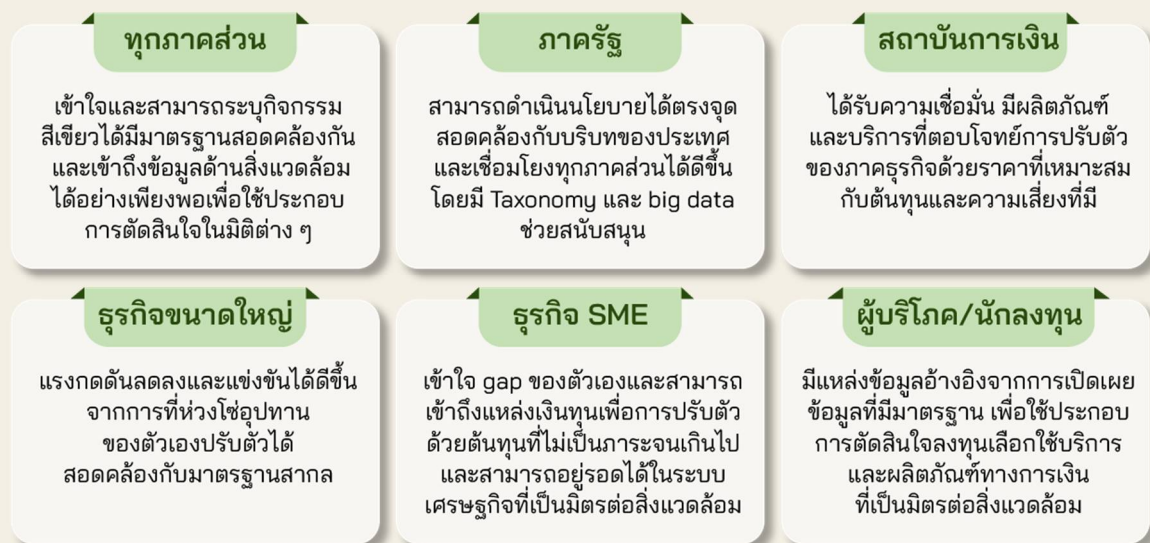 ทุกภาคส่วน
เข้าใจและสามารถระบุกิจกรรม
สีเขียวได้มีมาตรฐานสอดคล้องกัน
และเข้าถึงข้อมูลด้านสิ่งแวดล้อม
ได้อย่างเพียงพอเพื่อใช้ประกอบ
การตัดสินใจในมิติต่าง ๆ
ภาครัฐ
สามารถดำเนินนโยบายได้ตรงจุด
สอดคล้องกับบริบทของประเทศ
และเชื่อมโยงทุกภาคส่วนได้ดีขึ้น
โดยมี Taxonomy และ big data
ช่วยสนับสนุน
สถาบันการเงิน
ได้รับความเชื่อมั่น มีผลิตภัณฑ์
และบริการที่ตอบโจทย์การปรับตัว
ของภาคธุรกิจด้วยราคาที่เหมาะสม
กับต้นทุนและความเสี่ยงที่มี
ธุรกิจขนาดใหญ่
แรงกดดันลดลงและแข่งขันได้ดีขึ้น
จากการที่ห่วงโซ่อุปทาน
ของตัวเองปรับตัวได้
สอดคล้องกับมาตรฐานสากล
ธุรกิจ SME
เข้าใจ gap ของตัวเองและสามารถ
เข้าถึงแหล่งเงินทุนเพื่อการปรับตัว
ด้วยต้นทุนที่ไม่เป็นภาระจนเกินไป
และสามารถอยู่รอดได้ในระบบ
เศรษฐกิจที่เป็นมิตรต่อสิ่งแวดล้อม
ผู้บริโภค/นักลงทุน
มีแหล่งข้อมูลอ้างอิงจากการเปิดเผย
ข้อมูลที่มีมาตรฐาน เพื่อใช้ประกอบ
การตัดสินใจลงทุนเลือกใช้บริการ
และผลิตภัณฑ์ทางการเงิน
ที่เป็นมิตรต่อสิ่งแวดล้อม